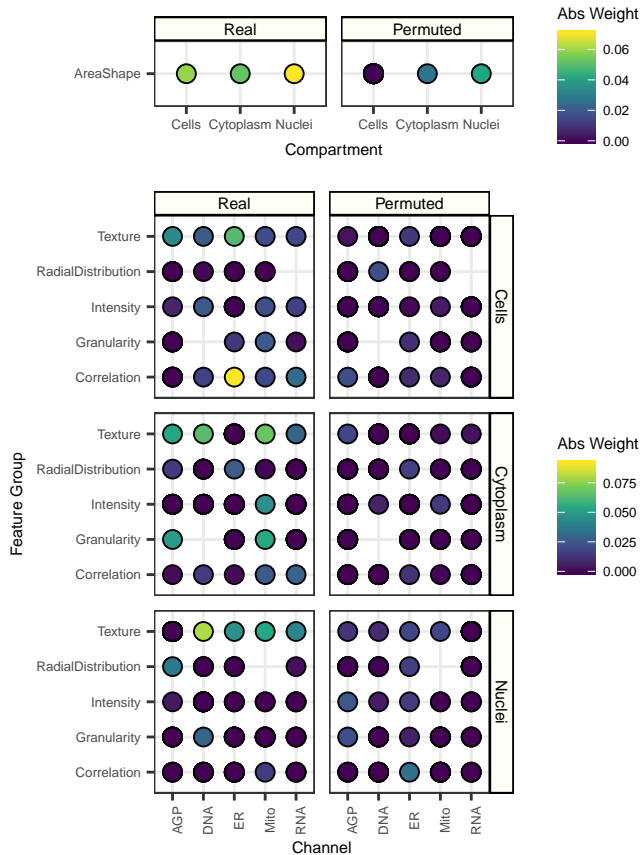 Real
Permuted
Abs Weight
0.06
0.04
0.02
0.00
AreaShape
Cells
Cytoplasm
Nuclei
Cells
Cytoplasm
Nuclei
Compartment
Real
Permuted
Texture
RadialDistribution
Intensity
Granularity
Correlation
Cells
Texture
RadialDistribution
Intensity
Granularity
Correlation
Cytoplasm
Feature Group
Abs Weight
0.075
0.050
0.025
0.000
Texture
RadialDistribution
Intensity
Granularity
Correlation
Nuclei
AGP
DNA
ER
Mito
RNA
AGP
DNA
ER
Mito
RNA
Channel